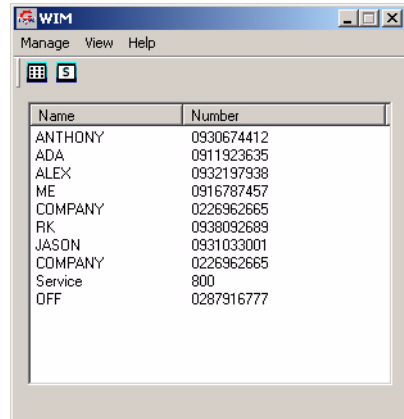 WIM
Manage View Help
S
Name Number
ANTHONY 0930674412
ADA 0911923635
ALEX 0932197938
ME 0916787457
COMPANY 0226962665
RK 0938092689
JASON 0931033001
COMPANY 0226962665
Service 800
OFF 0287916777